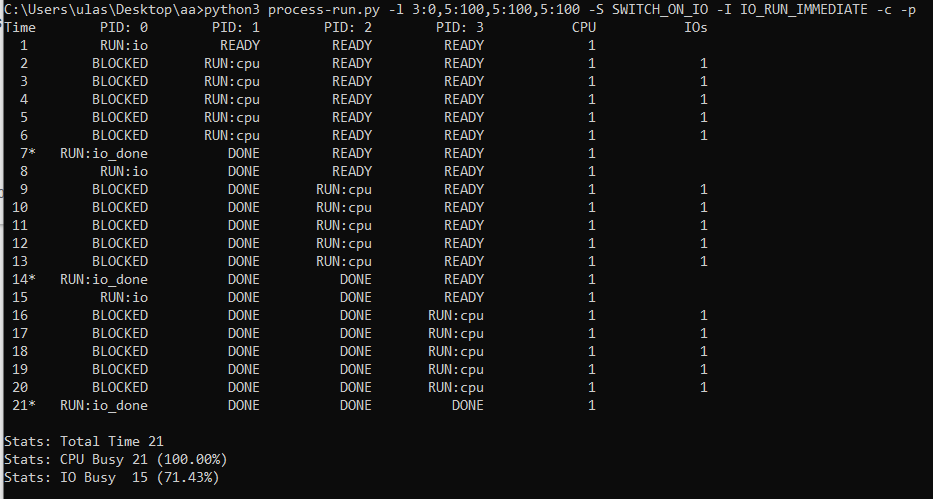 C:\Users\ulas\Desktop\aa>python3 process-run.py -l 3:0,5:100,5:100,5:100 -S SWITCH_ON_IO -I IO_RUN_IMMEDIATE -c -p
Time PID: 0 PID: 1 PID: 2 PID: 3 CPU IOs
1 RUN:io READY READY READY 1
2 BLOCKED RUN:cpu READY READY 1 1
3 BLOCKED RUN:cpu READY READY 1 1
4 BLOCKED RUN:cpu READY READY 1 1
5 BLOCKED RUN:cpu READY READY 1 1
6 BLOCKED RUN:cpu READY READY 1 1
7* RUN:io_done DONE READY READY 1
8 RUN:io DONE READY READY 1
9 BLOCKED DONE RUN:cpu READY 1 1
10 BLOCKED DONE RUN:cpu READY 1 1
11 BLOCKED DONE RUN:cpu READY 1 1
12 BLOCKED DONE RUN:cpu READY 1 1
13 BLOCKED DONE RUN:cpu READY 1 1
14* RUN:io_done DONE DONE READY 1
15 RUN:io DONE DONE READY 1
16 BLOCKED DONE DONE RUN:cpu 1 1
17 BLOCKED DONE DONE RUN:cpu 1 1
18 BLOCKED DONE DONE RUN:cpu 1 1
19 BLOCKED DONE DONE RUN:cpu 1 1
20 BLOCKED DONE DONE RUN:cpu 1 1
21* RUN:io_done DONE DONE DONE 1
Stats: Total Time 21
Stats: CPU Busy 21 (100.00%)
Stats: IO Busy 15 (71.43%)